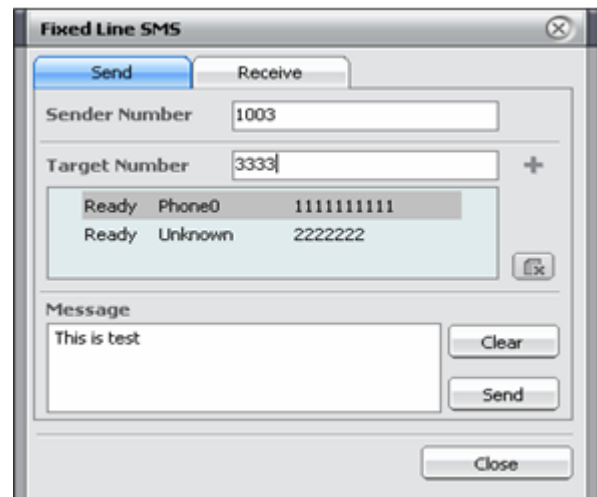 Fixed Line SMS
Send Receive
Sender Number 1003
Target Number 3333
Ready Phone0 1111111111
Ready Unknown 2222222
Message
This is test
Clear
Send
Close